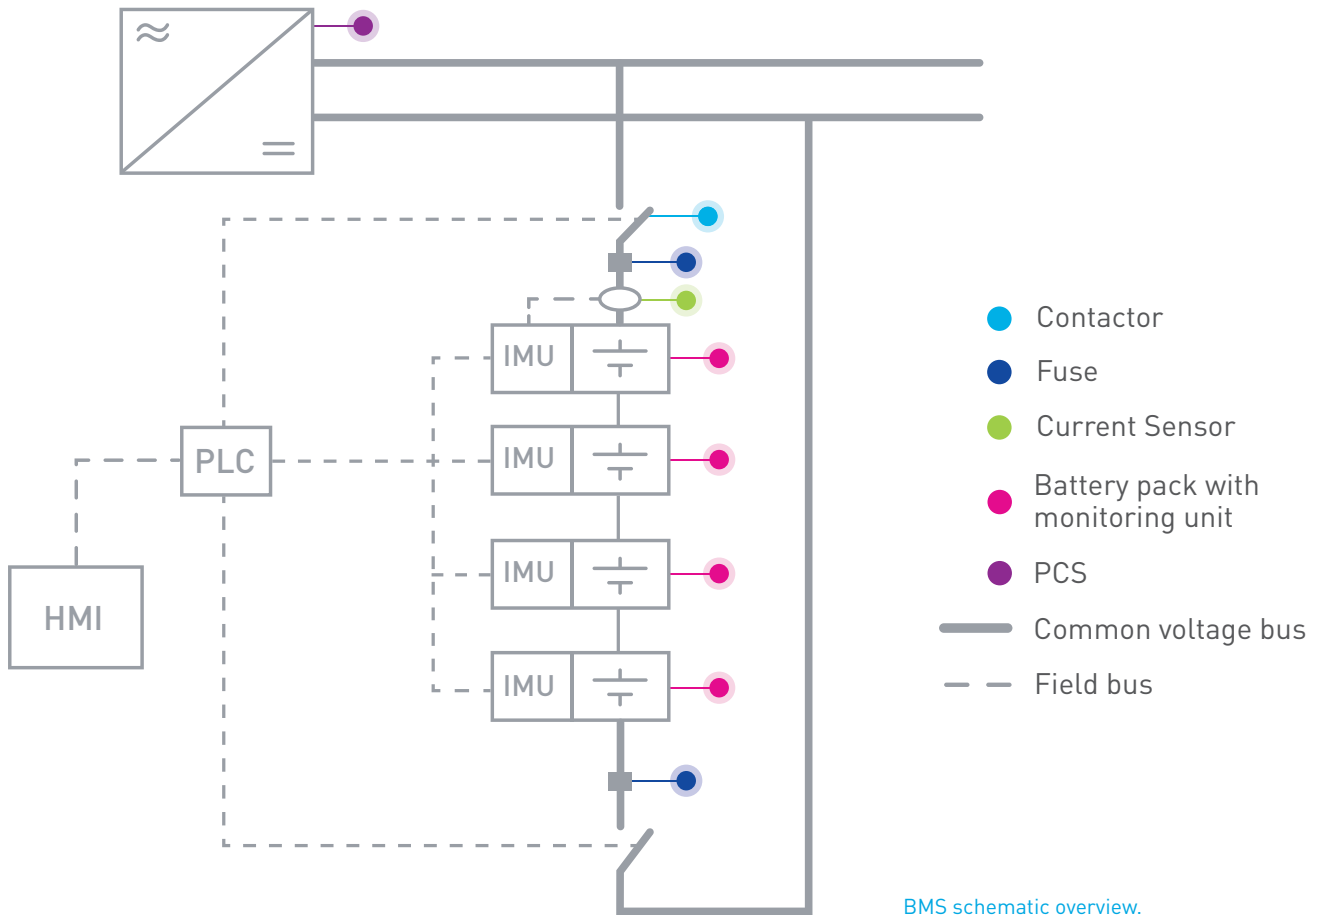 IMU
IMU
PLC
IMU
HMI
IMU
Contactor
Fuse
Current Sensor
Battery pack with
monitoring unit
PCS
Common voltage bus
Field bus
BMS schematic overview.